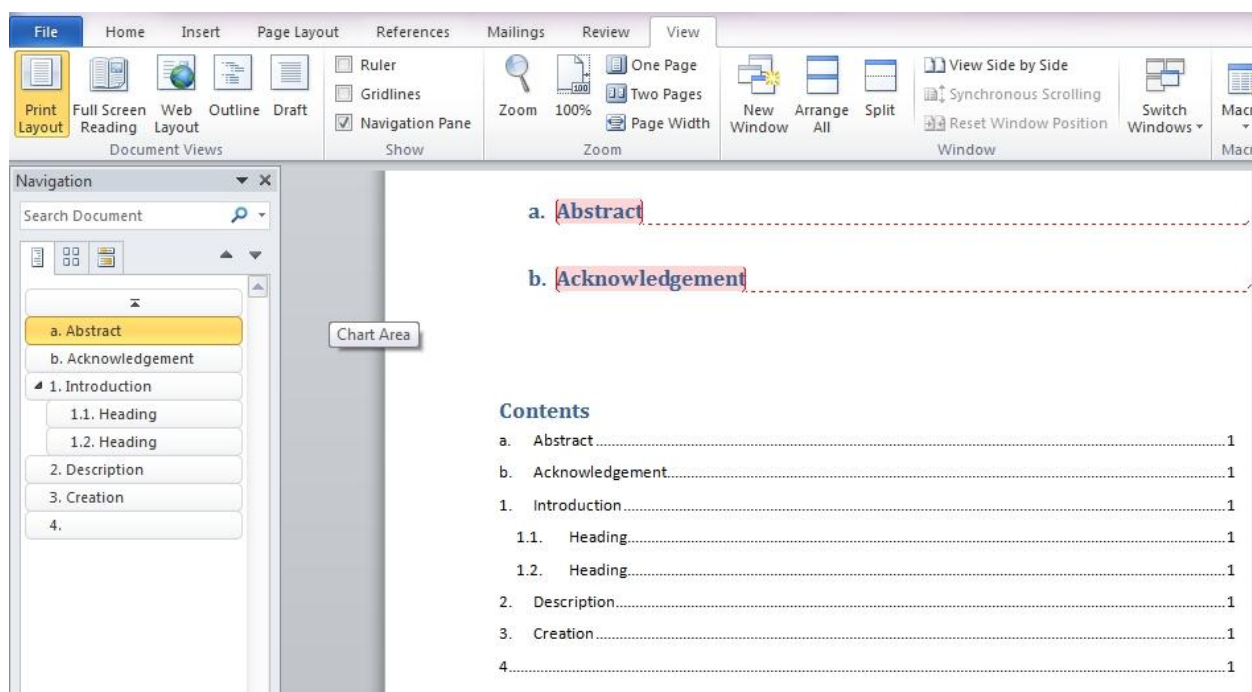 File Home Insert Page Layout References Mailings Review View
Print Layout
Full Screen Reading
Web Layout
Outline
Draft
Document Views
Ruler
Gridlines
Navigation Pane
Show
Zoom
100%
100
One Page
Two Pages
Page Width
Zoom
New Window
Arrange All
Split
View Side by Side
Synchronous Scrolling
Reset Window Position
Switch Windows
Window
Navigation
Search Document
a. Abstract
b. Acknowledgement
1. Introduction
1.1. Heading
1.2. Heading
2. Description
3. Creation
4.
Chart Area
a. Abstract
b. Acknowledgement
Contents
a. Abstract 1
b. Acknowledgement 1
1. Introduction 1
1.1. Heading 1
1.2. Heading 1
2. Description 1
3. Creation 1
4. 1